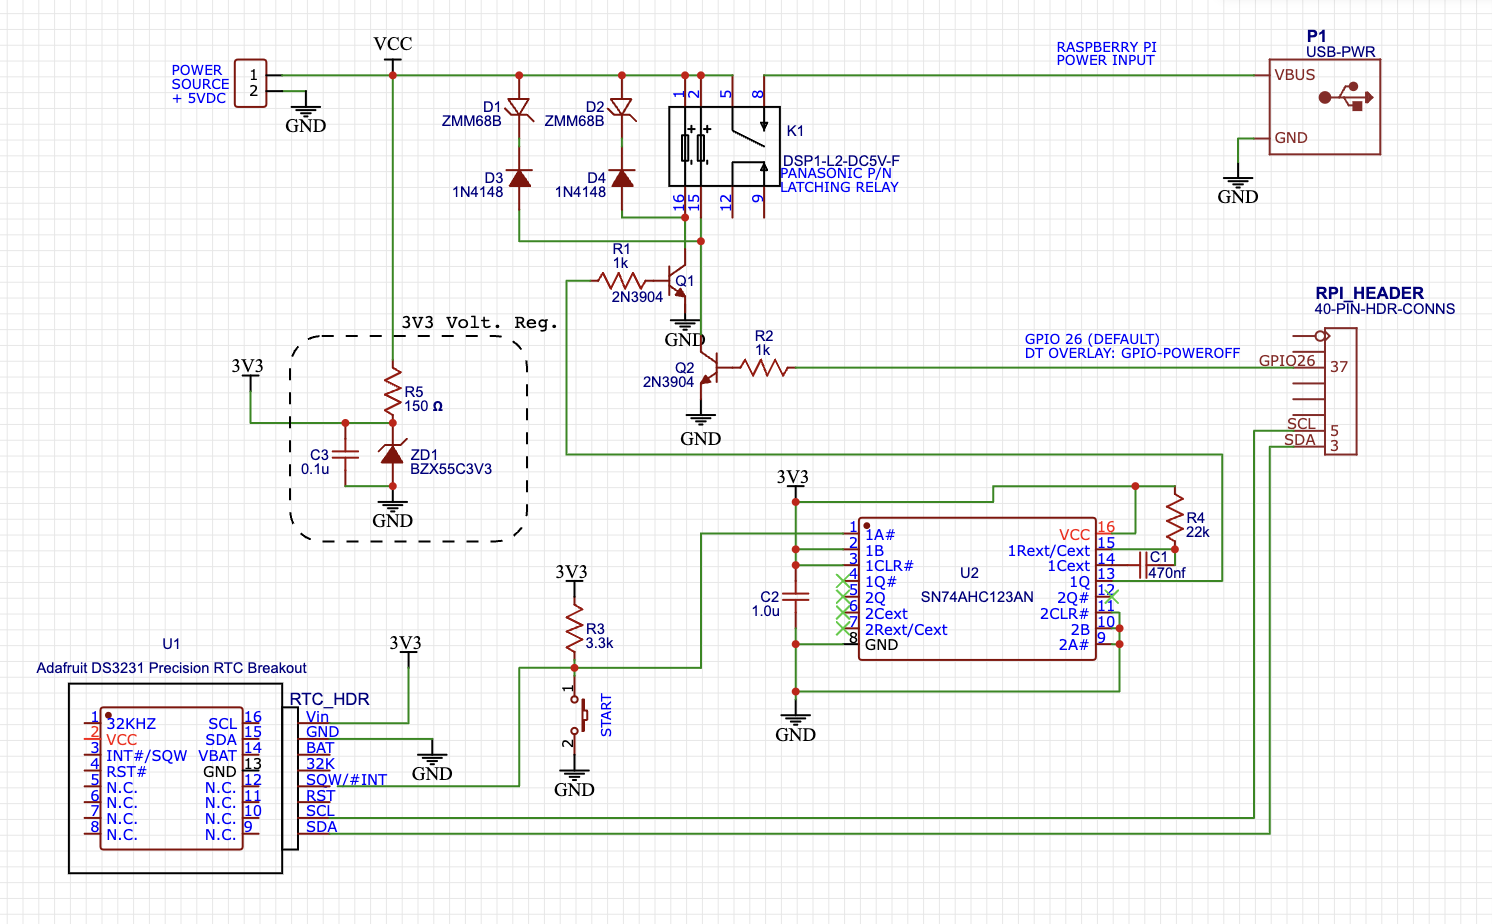 VCC
POWER
SOURCE
+ 5VDC
1
2
GND
D1
ZMM68B
D2
ZMM68B
D3
1N4148
D4
1N4148
1
2
5
8
16
15
12
9
K1
DSP1-L2-DC5V-F
PANASONIC P/N
LATCHING RELAY
RASPBERRY PI
POWER INPUT
P1
USB-PWR
VBUS
GND
GND
R1
1k
Q1
2N3904
GND
R2
1k
Q2
2N3904
GND
GPIO 26 (DEFAULT)
DT OVERLAY: GPIO-POWEROFF
RPI_HEADER
40-PIN-HDR-CONNS
GPIO26
37
SCL
5
SDA
3
3V3 Volt. Reg.
3V3
R5
150 Ω
C3
0.1u
ZD1
BZX55C3V3
GND
3V3
C2
1.0u
GND
1
1A#
2
1B
3
1CLR#
4
1Q#
5
2Q
6
2Cext
7
2Rext/Cext
8
GND
U2
SN74AHC123AN
16
VCC
15
1Rext/Cext
14
1Cext
13
1Q
12
2Q#
11
2CLR#
10
2B
9
2A#
R4
22k
C1
470nf
3V3
R3
3.3k
1
2
START
GND
U1
Adafruit DS3231 Precision RTC Breakout
3V3
RTC_HDR
Vin
GND
BAT
32K
SQW/#INT
RST
SCL
SDA
GND
1
32KHZ
2
VCC
3
INT#/SQW
4
RST#
5
N.C.
6
N.C.
7
N.C.
8
N.C.
SCL
16
SDA
15
VBAT
14
GND
13
N.C.
12
N.C.
11
N.C.
10
N.C.
9